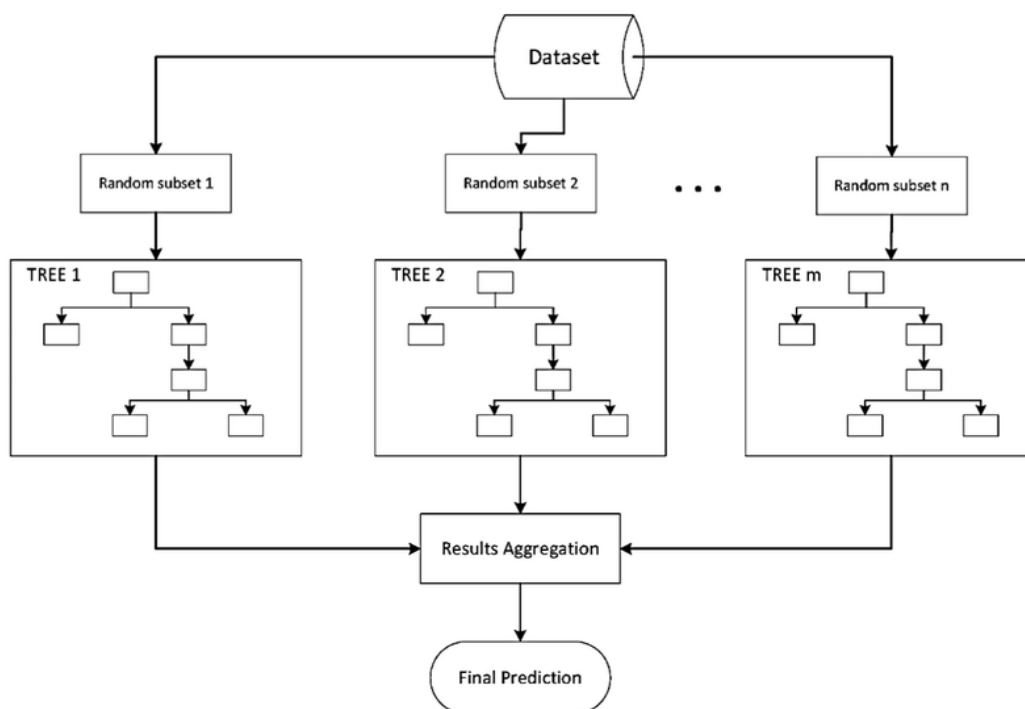 Dataset
Random subset 1
Random subset 2
. . .
Random subset n
TREE 1
TREE 2
TREE m
Results Aggregation
Final Prediction